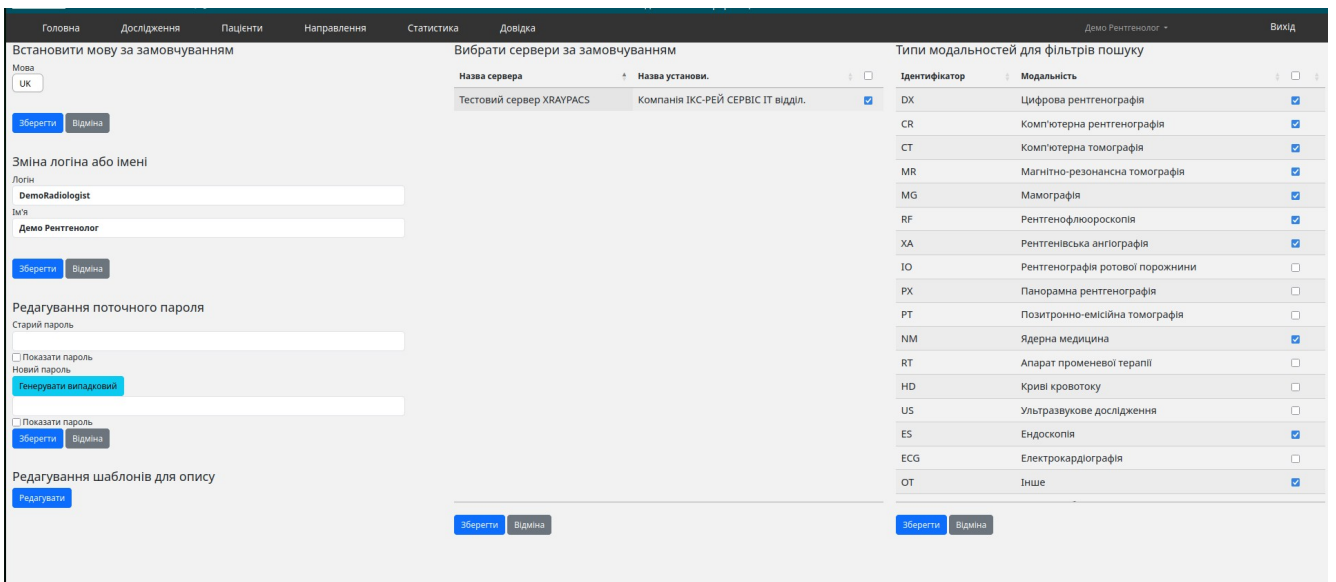 Головна Дослідження Пацієнти Направлення Статистика Довідка Демо Рентгенолог Вихід
Встановити мову за замовчуванням
Мова
UK
Зберегти Відміна
Зміна логіна або імені
Логін
DemoRadiologist
Ім'я
Демо Рентгенолог
Зберегти Відміна
Редагування поточного пароля
Старий пароль
Показати пароль
Новий пароль
Генерувати випадковий
Показати пароль
Зберегти Відміна
Редагування шаблонів для опису
Редагувати
Вибрати сервери за замовчуванням
Назва сервера Назва установи.
Тестовий сервер XRAYPACS Компанія ІКС-РЕЙ СЕРВІС ІТ відділ.
Зберегти Відміна
Типи модальностей для фільтрів пошуку
Ідентифікатор Модальність
DX Цифрова рентгенографія
CR Комп'ютерна рентгенографія
CT Комп'ютерна томографія
MR Магнітно-резонансна томографія
MG Мамографія
RF Рентгенофлюороскопія
XA Рентгенівська ангіографія
IO Рентгенографія ротової порожнини
PX Панорамна рентгенографія
PT Позитронно-емісійна томографія
NM Ядерна медицина
RT Апарат променевої терапії
HD Криві кровотоку
US Ультразвукове дослідження
ES Ендоскопія
ECG Електрокардіографія
OT Інше
Зберегти Відміна